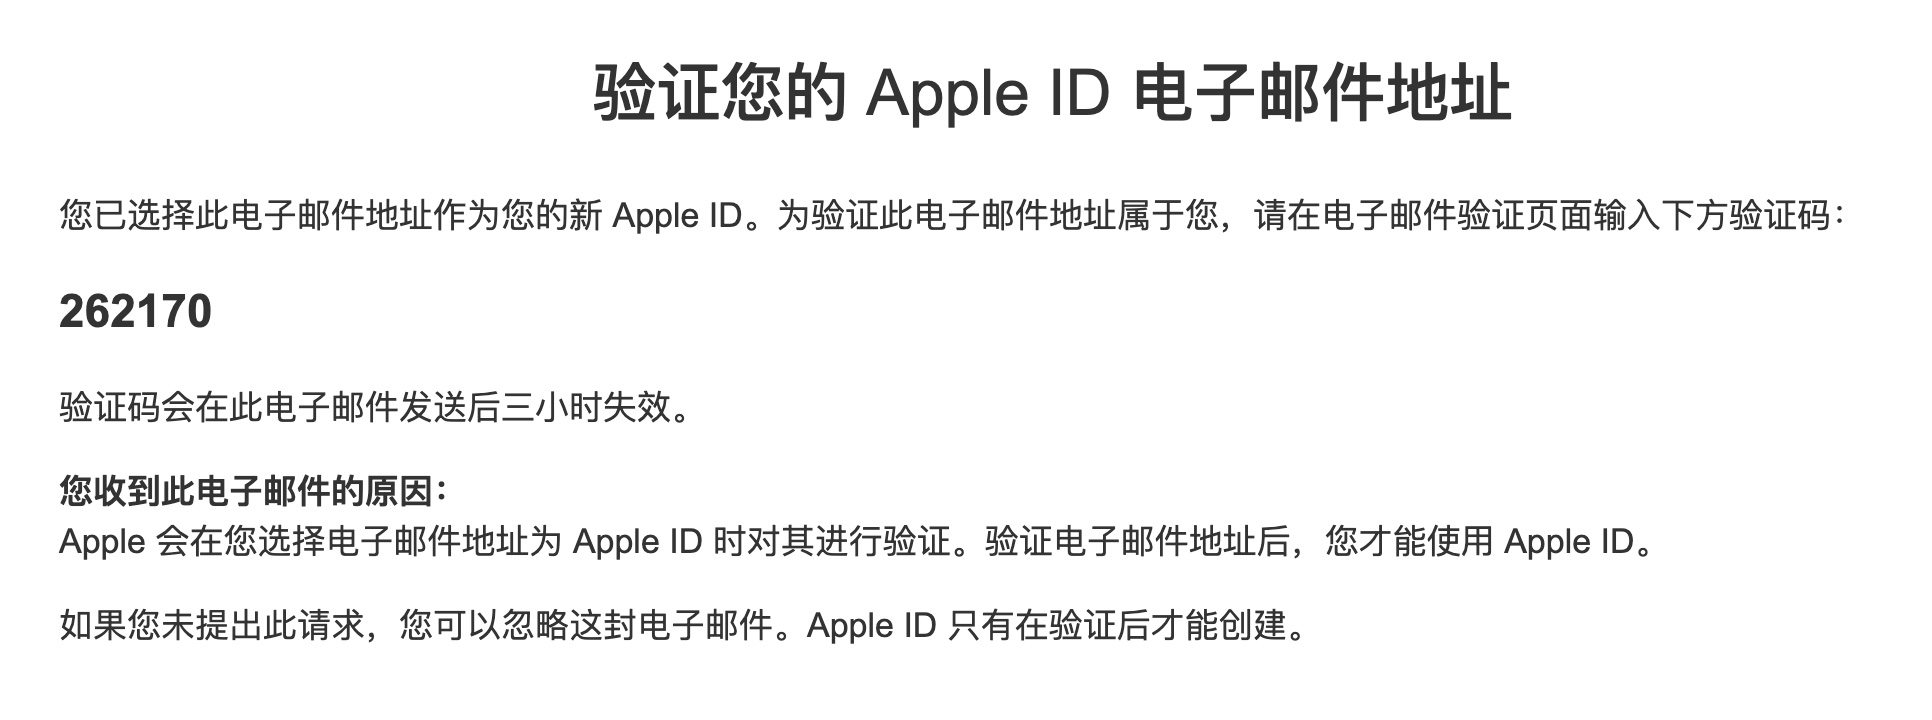 验证您的 Apple ID 电子邮件地址
您已选择此电子邮件地址作为您的新 Apple ID。为验证此电子邮件地址属于您，请在电子邮件验证页面输入下方验证码：
262170
验证码会在此电子邮件发送后三小时失效。
您收到此电子邮件的原因：
Apple 会在您选择电子邮件地址为 Apple ID 时对其进行验证。验证电子邮件地址后，您才能使用 Apple ID。
如果您未提出此请求，您可以忽略这封电子邮件。Apple ID 只有在验证后才能创建。